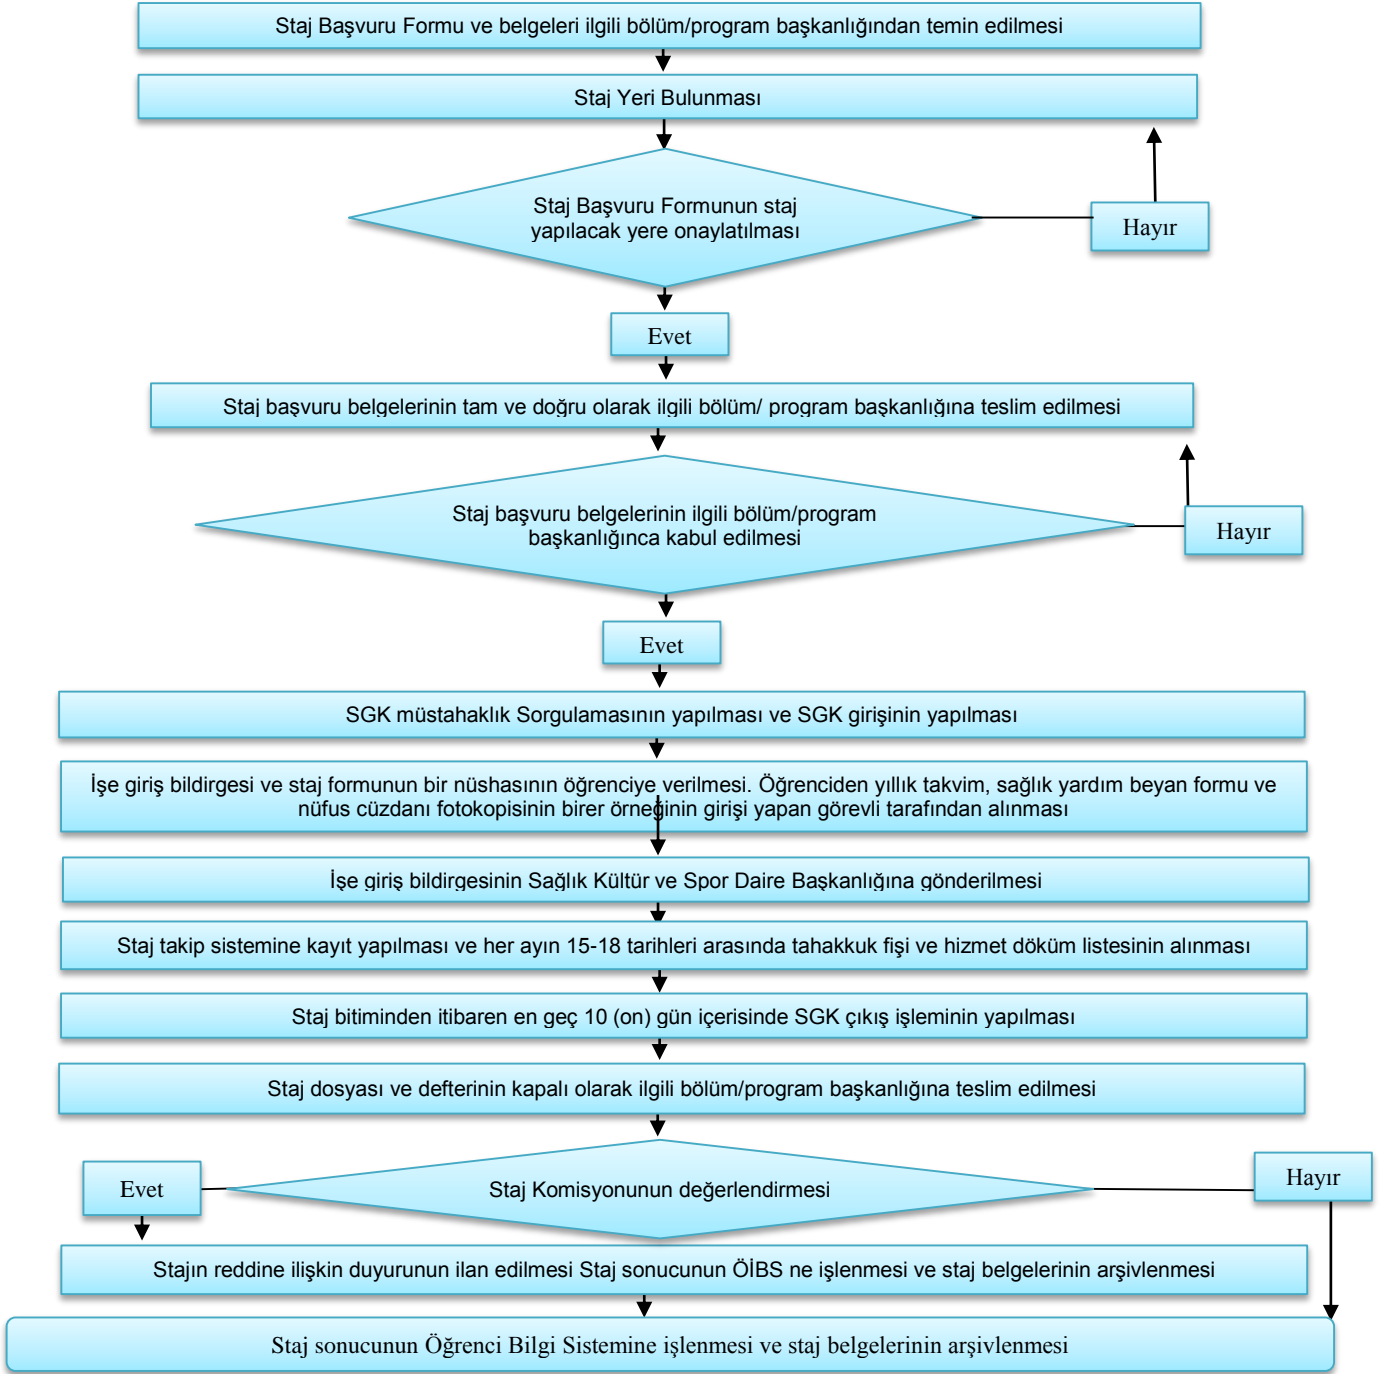 Staj Başvuru Formu ve belgeleri ilgili bölüm/program başkanlığından temin edilmesi
Staj Yeri Bulunması
Staj Başvuru Formunun staj
yapılacak yere onaylatılması
Hayır
Evet
Staj başvuru belgelerinin tam ve doğru olarak ilgili bölüm/ program başkanlığına teslim edilmesi
Staj başvuru belgelerinin ilgili bölüm/program
başkanlığınca kabul edilmesi
Hayır
Evet
SGK müstahaklık Sorgulamasının yapılması ve SGK girişinin yapılması
İşe giriş bildirgesi ve staj formunun bir nüshasının öğrenciye verilmesi. Öğrenciden yıllık takvim, sağlık yardım beyan formu ve
nüfus cüzdanı fotokopisinin birer örneğinin girişi yapan görevli tarafından alınması
İşe giriş bildirgesinin Sağlık Kültür ve Spor Daire Başkanlığına gönderilmesi
Staj takip sistemine kayıt yapılması ve her ayın 15-18 tarihleri arasında tahakkuk fişi ve hizmet döküm listesinin alınması
Staj bitiminden itibaren en geç 10 (on) gün içerisinde SGK çıkış işleminin yapılması
Staj dosyası ve defterinin kapalı olarak ilgili bölüm/program başkanlığına teslim edilmesi
Evet
Staj Komisyonunun değerlendirmesi
Hayır
Stajın reddine ilişkin duyurunun ilan edilmesi Staj sonucunun ÖİBS ne işlenmesi ve staj belgelerinin arşivlenmesi
Staj sonucunun Öğrenci Bilgi Sistemine işlenmesi ve staj belgelerinin arşivlenmesi